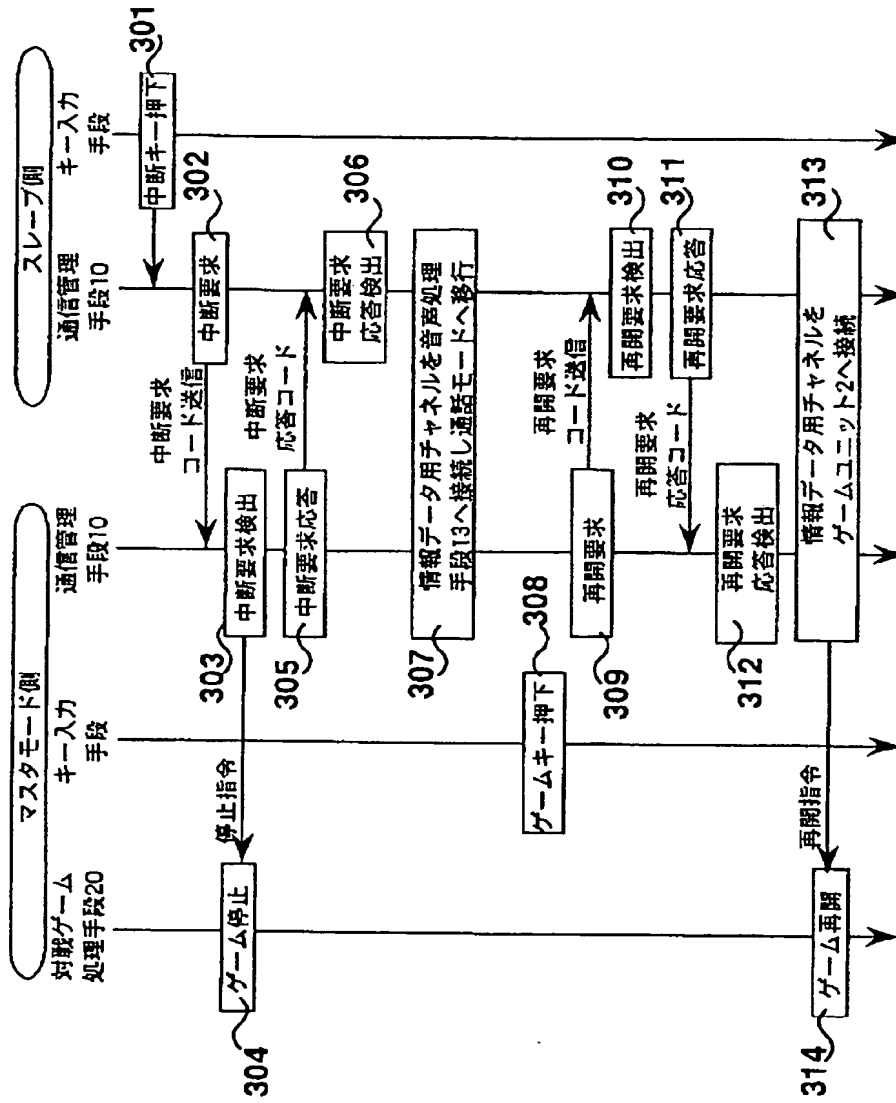 マスタモード側
スレーブ側
対戦ゲーム
処理手段20
キー入力
手段
通信管理
手段10
通信管理
手段10
キー入力
手段
中断キー押下
301
中断要求
302
中断要求
コード送信
中断要求検出
303
停止指令
ゲーム停止
304
中断要求応答
305
中断要求
応答コード
中断要求
応答検出
306
情報データ用チャネルを音声処理
手段13へ接続し通話モードへ移行
307
ゲームキー押下
308
再開要求
309
再開要求
コード送信
再開要求検出
310
再開要求応答
311
再開要求
応答コード
再開要求
応答検出
312
情報データ用チャネルを
ゲームユニット2へ接続
313
再開指令
ゲーム再開
314